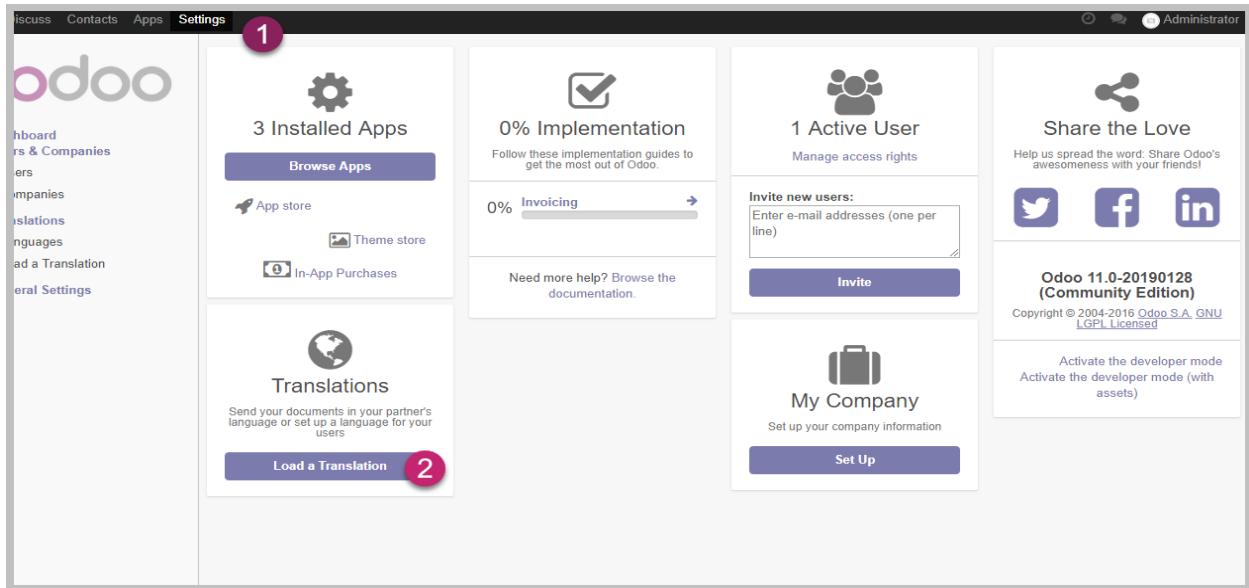 iscuss Contacts Apps Settings Administrator
1
odoo
hboard
rs & Companies
ers
ompanies
nslations
nguages
ad a Translation
eral Settings
3 Installed Apps
Browse Apps
App store
Theme store
In-App Purchases
Translations
Send your documents in your partner's
language or set up a language for your
users
Load a Translation
2
0% Implementation
Follow these implementation guides to
get the most out of Odoo.
0% Invoicing
Need more help? Browse the
documentation.
1 Active User
Manage access rights
Invite new users:
Enter e-mail addresses (one per
line)
Invite
My Company
Set up your company information
Set Up
Share the Love
Help us spread the word: Share Odoo's
awesomeness with your friends!
Odoo 11.0-20190128
(Community Edition)
Copyright © 2004-2016 Odoo S.A. GNU
LGPL Licensed
Activate the developer mode
Activate the developer mode (with
assets)